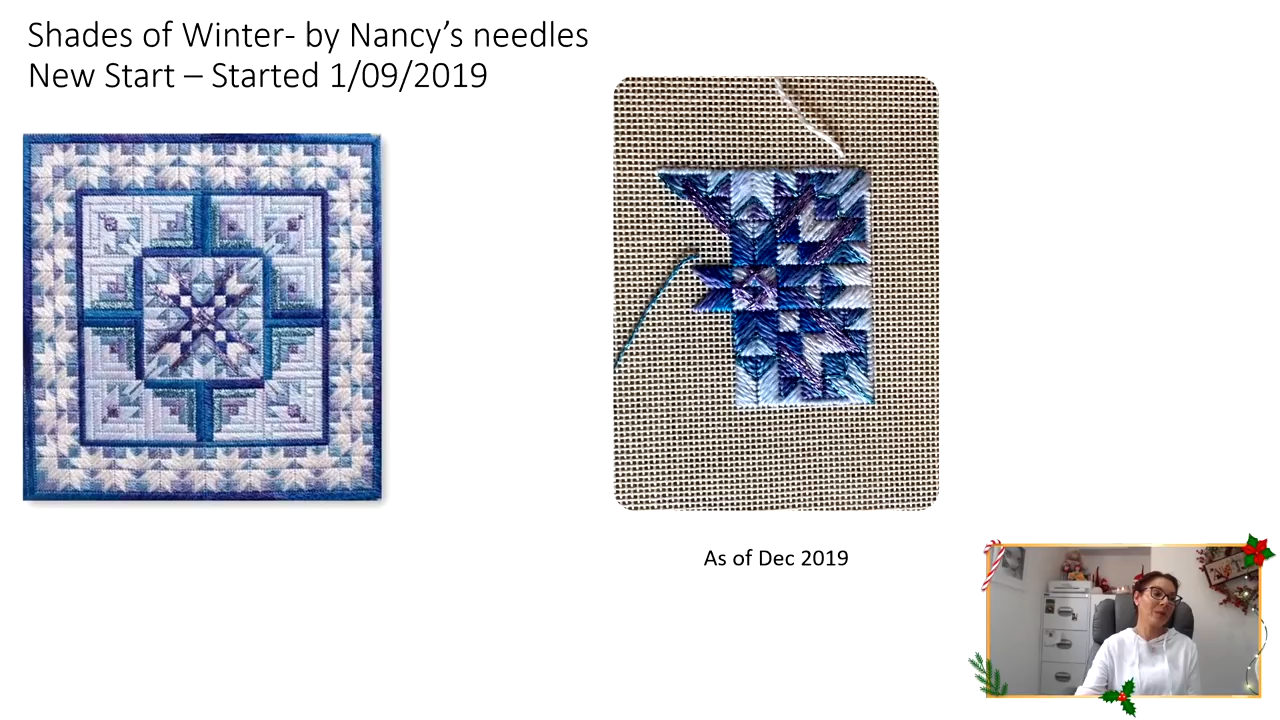 Shades of Winter- by Nancy’s needles
New Start – Started 1/09/2019
As of Dec 2019